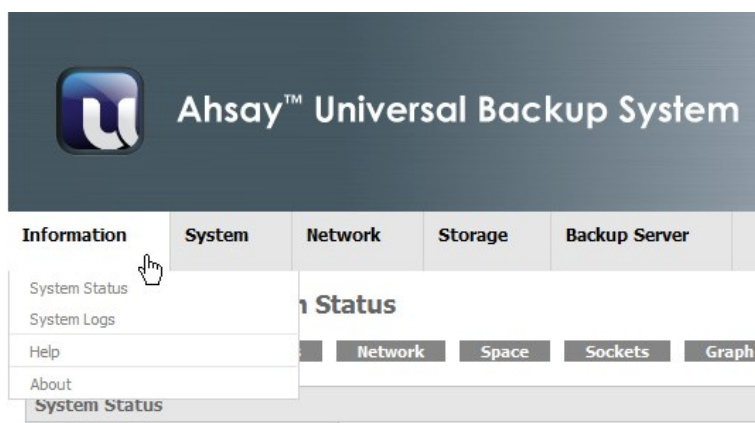 Ahsay™ Universal Backup System
Information System Network Storage Backup Server
System Status
Status
System Logs
Network Space Sockets
Help
About
System Status